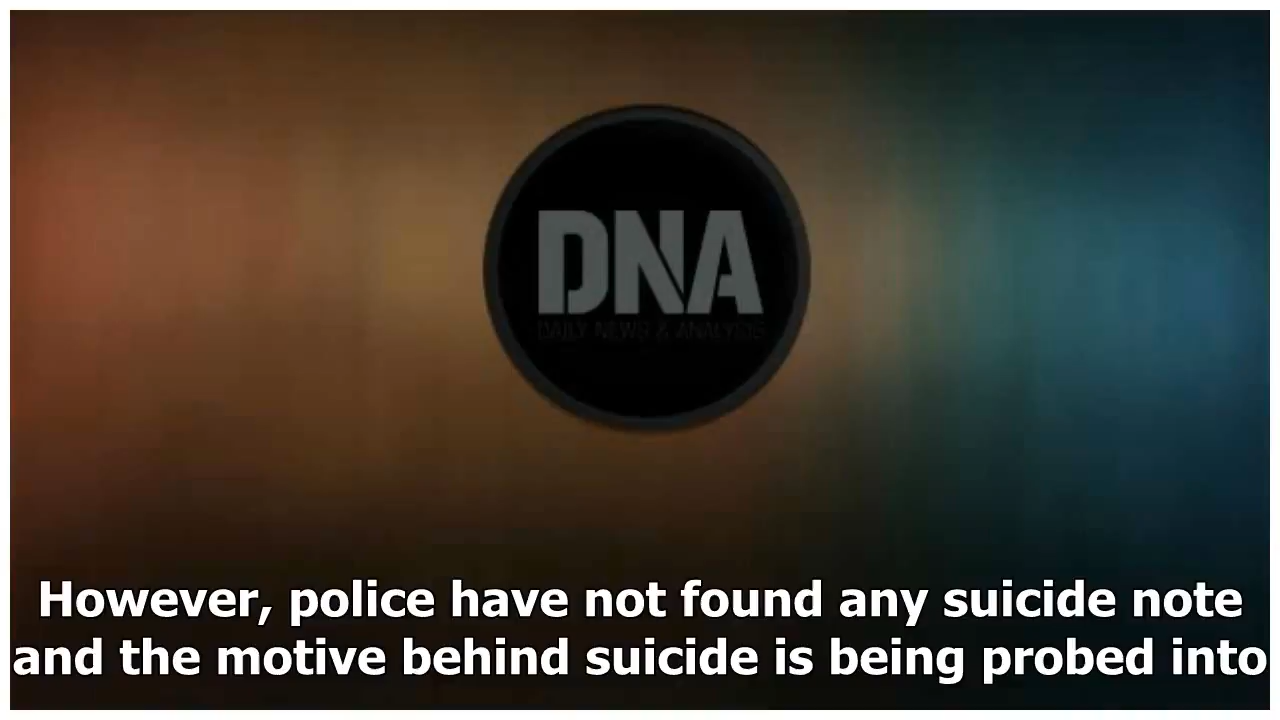 DNA
DAILY NEWS & ANALYSIS
However, police have not found any suicide note
and the motive behind suicide is being probed into